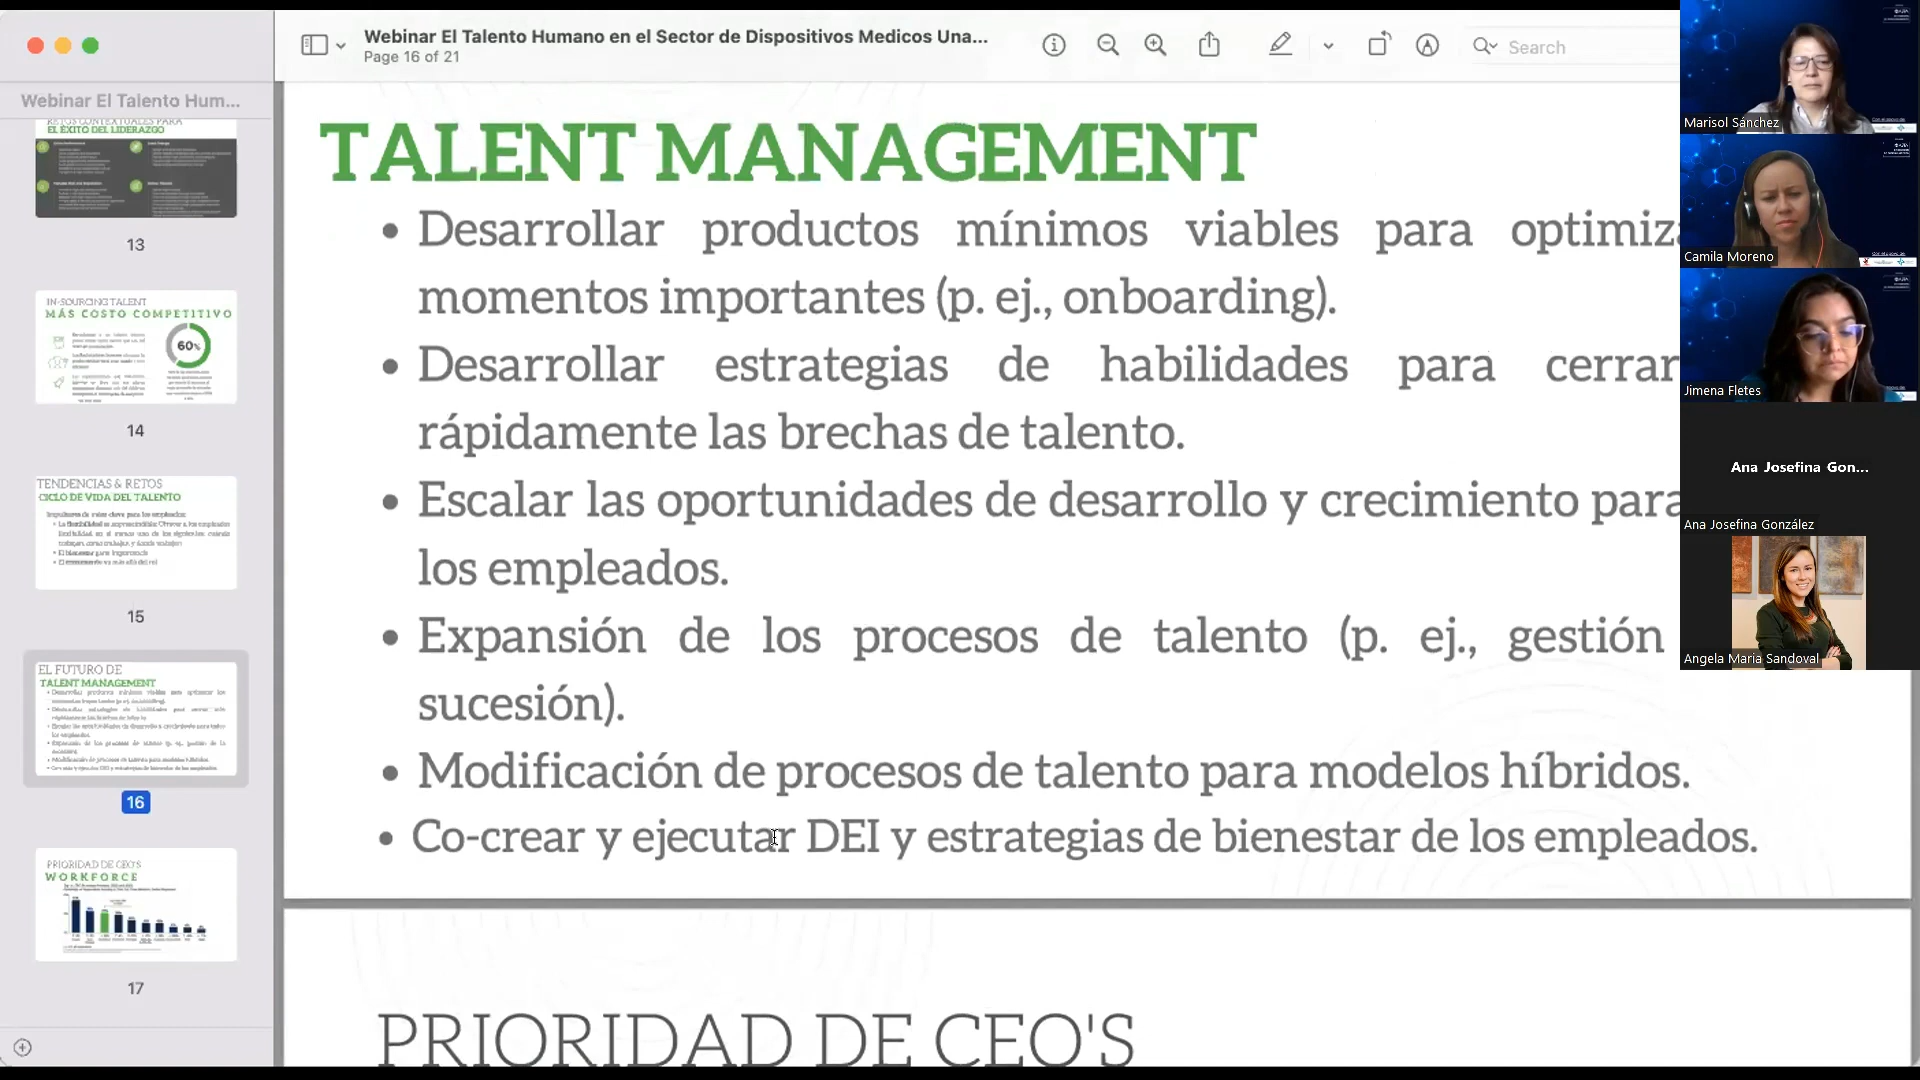 Webinar El Talento Humano en el Sector de Dispositivos Medicos Una...
Page 16 of 21
Search
Webinar El Talento Hum...
RETOS CONTEXTUALES PARA
EL ÉXITO DEL LIDERAZGO
13
IN-SOURCING TALENT
MÁS COSTO COMPETITIVO
60%
14
TENDENCIAS & RETOS
CICLO DE VIDA DEL TALENTO
15
EL FUTURO DE
TALENT MANAGEMENT
16
PRIORIDAD DE CEO'S
WORKFORCE
17
TALENT MANAGEMENT
• Desarrollar productos mínimos viables para optimiza
momentos importantes (p. ej., onboarding).
• Desarrollar estrategias de habilidades para cerrar
rápidamente las brechas de talento.
• Escalar las oportunidades de desarrollo y crecimiento para
los empleados.
• Expansión de los procesos de talento (p. ej., gestión
sucesión).
• Modificación de procesos de talento para modelos híbridos.
• Co-crear y ejecutar DEI y estrategias de bienestar de los empleados.
PRIORIDAD DE CEO'S
Marisol Sánchez
Camila Moreno
Jimena Fletes
Ana Josefina Gon...
Ana Josefina González
Angela Maria Sandoval